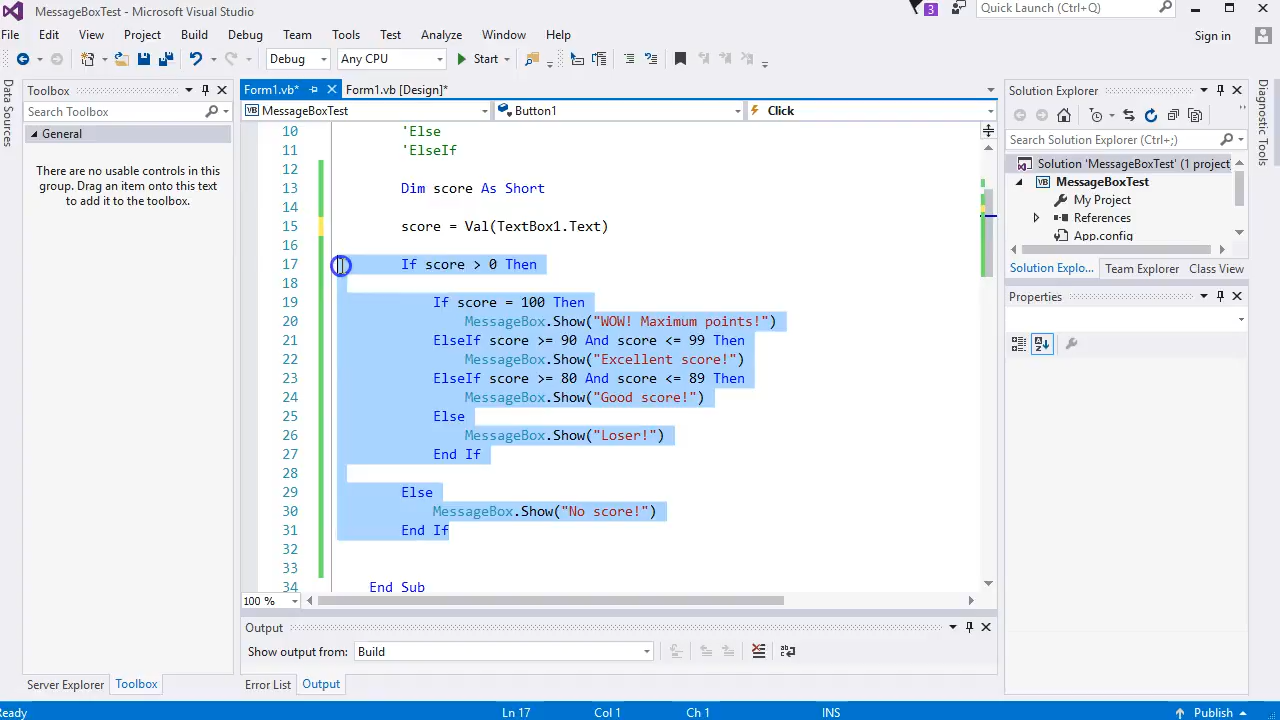 MessageBoxTest - Microsoft Visual Studio
3
Quick Launch (Ctrl+Q)
File Edit View Project Build Debug Team Tools Test Analyze Window Help
Sign in
Debug Any CPU Start
Data Sources
Toolbox
Search Toolbox
General
There are no usable controls in this
group. Drag an item onto this text
to add it to the toolbox.
Server Explorer Toolbox
Form1.vb* Form1.vb [Design]*
VB MessageBoxTest Button1 Click
10 'Else
11 'ElseIf
12
13 Dim score As Short
14
15 score = Val(TextBox1.Text)
16
17 If score > 0 Then
18
19 If score = 100 Then
20 MessageBox.Show("WOW! Maximum points!")
21 ElseIf score >= 90 And score <= 99 Then
22 MessageBox.Show("Excellent score!")
23 ElseIf score >= 80 And score <= 89 Then
24 MessageBox.Show("Good score!")
25 Else
26 MessageBox.Show("Loser!")
27 End If
28
29 Else
30 MessageBox.Show("No score!")
31 End If
32
33
34 End Sub
100 %
Output
Show output from: Build
Error List Output
Solution Explorer
Search Solution Explorer (Ctrl+;)
Solution 'MessageBoxTest' (1 project
VB MessageBoxTest
My Project
References
App.config
Solution Explo... Team Explorer Class View
Properties
Diagnostic Tools
Ready Ln 17 Col 1 Ch 1 INS Publish